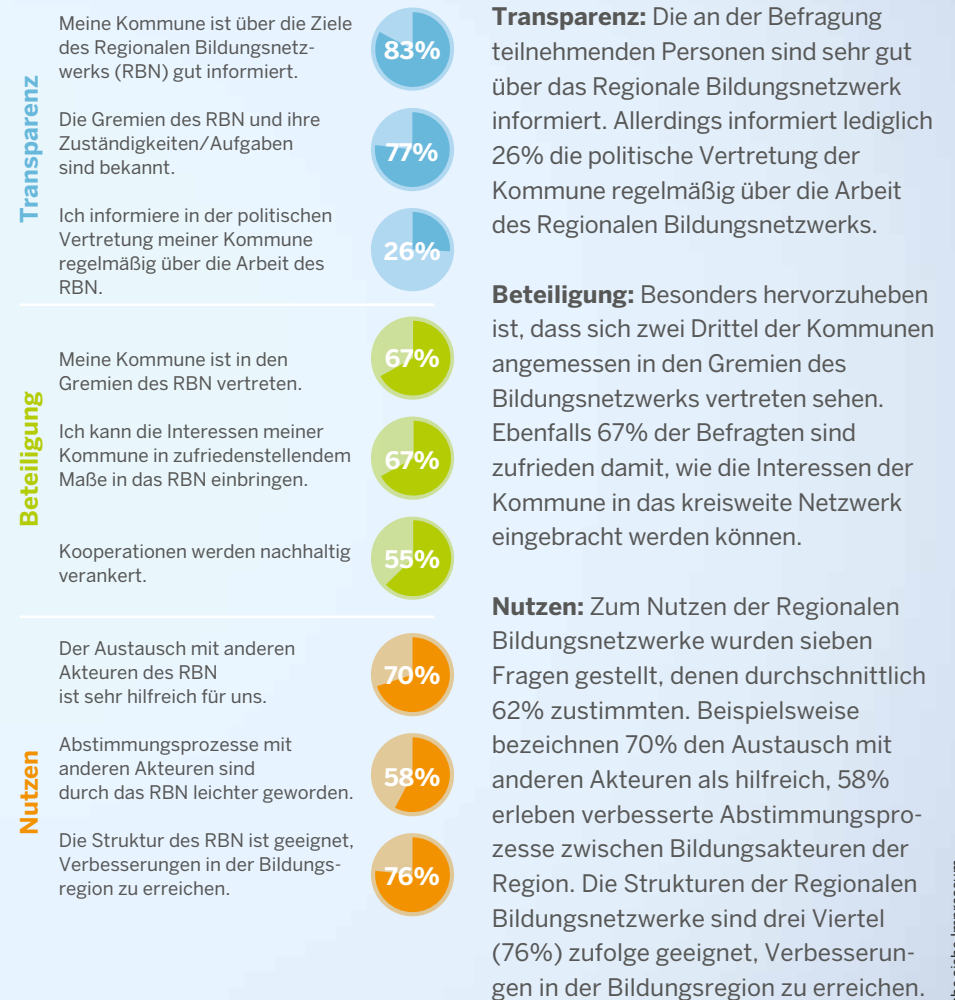 Transparenz
Meine Kommune ist über die Ziele
des Regionalen Bildungsnetz-
werks (RBN) gut informiert.
83%
Die Gremien des RBN und ihre
Zuständigkeiten/Aufgaben
sind bekannt.
77%
Ich informiere in der politischen
Vertretung meiner Kommune
regelmäßig über die Arbeit des
RBN.
26%
Beteiligung
Meine Kommune ist in den
Gremien des RBN vertreten.
67%
Ich kann die Interessen meiner
Kommune in zufriedenstellendem
Maße in das RBN einbringen.
67%
Kooperationen werden nachhaltig
verankert.
55%
Nutzen
Der Austausch mit anderen
Akteuren des RBN
ist sehr hilfreich für uns.
70%
Abstimmungsprozesse mit
anderen Akteuren sind
durch das RBN leichter geworden.
58%
Die Struktur des RBN ist geeignet,
Verbesserungen in der Bildungs-
region zu erreichen.
76%
Transparenz: Die an der Befragung
teilnehmenden Personen sind sehr gut
über das Regionale Bildungsnetzwerk
informiert. Allerdings informiert lediglich
26% die politische Vertretung der
Kommune regelmäßig über die Arbeit
des Regionalen Bildungsnetzwerks.
Beteiligung: Besonders hervorzuheben
ist, dass sich zwei Drittel der Kommunen
angemessen in den Gremien des
Bildungsnetzwerks vertreten sehen.
Ebenfalls 67% der Befragten sind
zufrieden damit, wie die Interessen der
Kommune in das kreisweite Netzwerk
eingebracht werden können.
Nutzen: Zum Nutzen der Regionalen
Bildungsnetzwerke wurden sieben
Fragen gestellt, denen durchschnittlich
62% zustimmten. Beispielsweise
bezeichnen 70% den Austausch mit
anderen Akteuren als hilfreich, 58%
erleben verbesserte Abstimmungspro-
zesse zwischen Bildungsakteuren der
Region. Die Strukturen der Regionalen
Bildungsnetzwerke sind drei Viertel
(76%) zufolge geeignet, Verbesserun-
gen in der Bildungsregion zu erreichen.